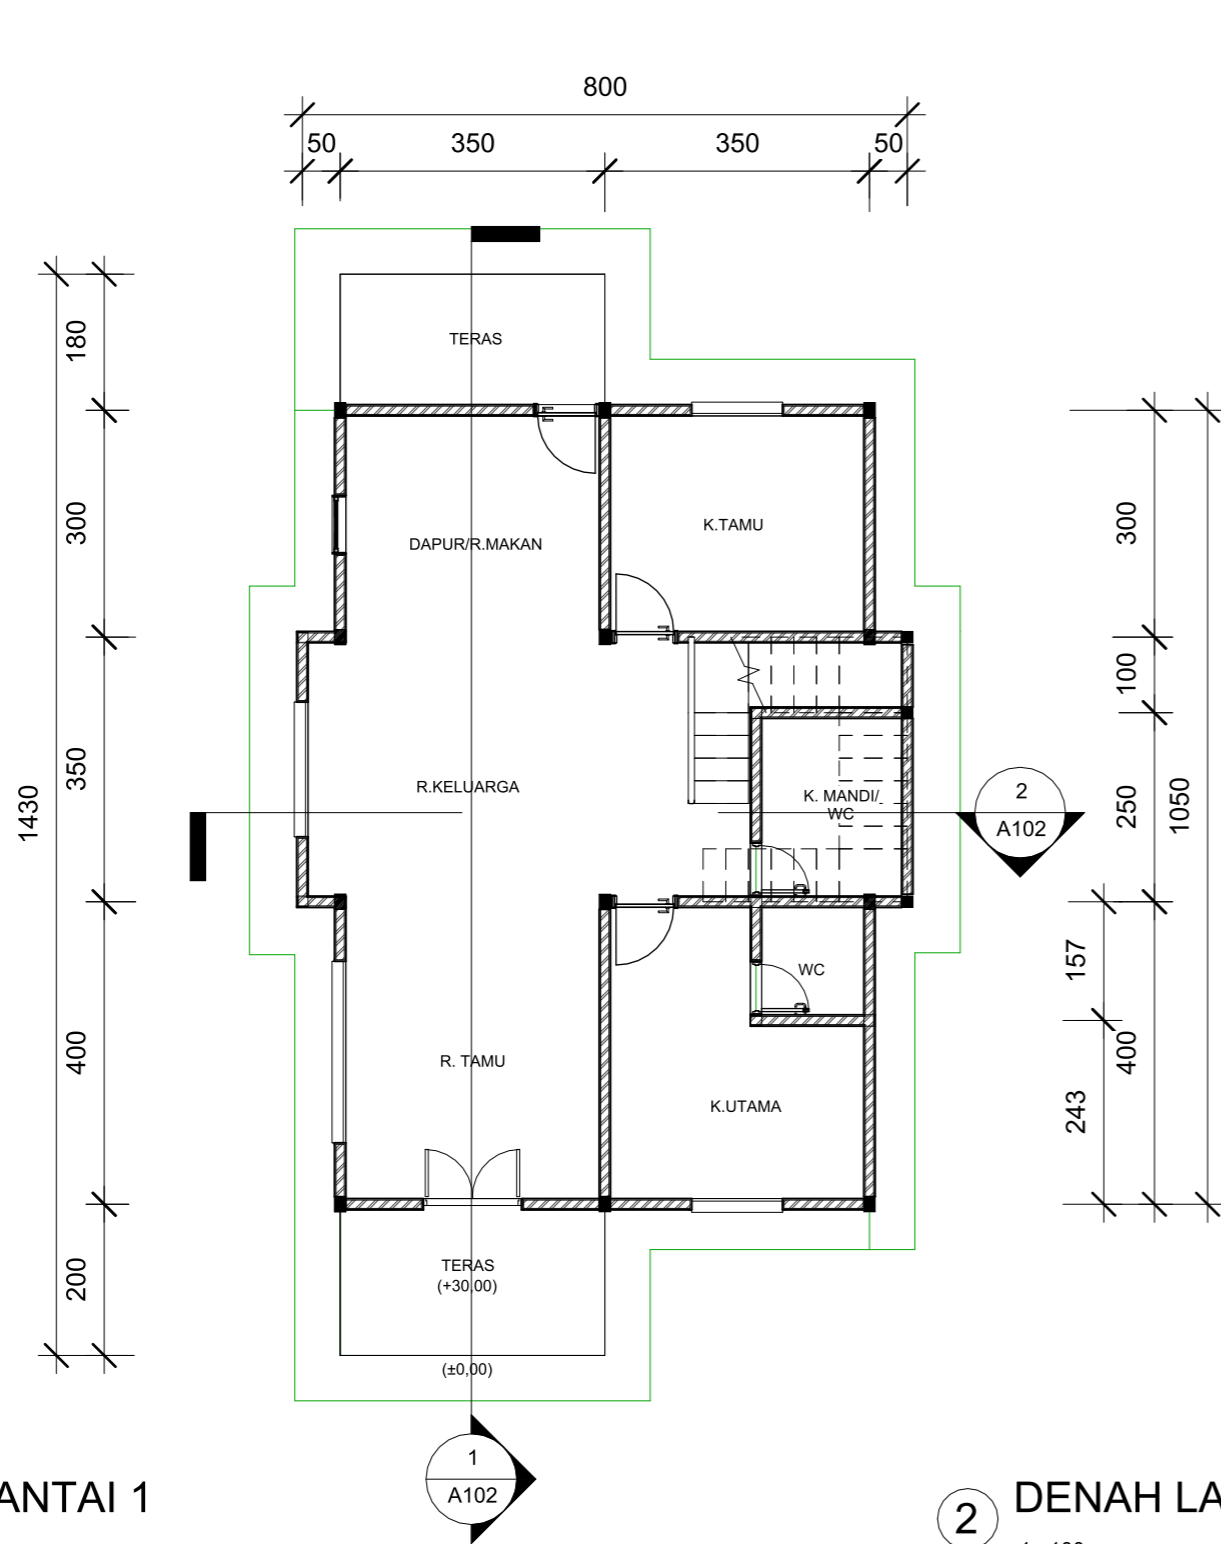 800
50
350
350
50
180
300
350
400
200
1430
TERAS
DAPUR/R.MAKAN
K.TAMU
R.KELUARGA
K. MANDI/
WC
WC
R. TAMU
K.UTAMA
TERAS
(+30,00)
(±0,00)
300
100
250
400
1050
157
243
2
A102
1
A102
ANTAI 1
2
DENAH LA